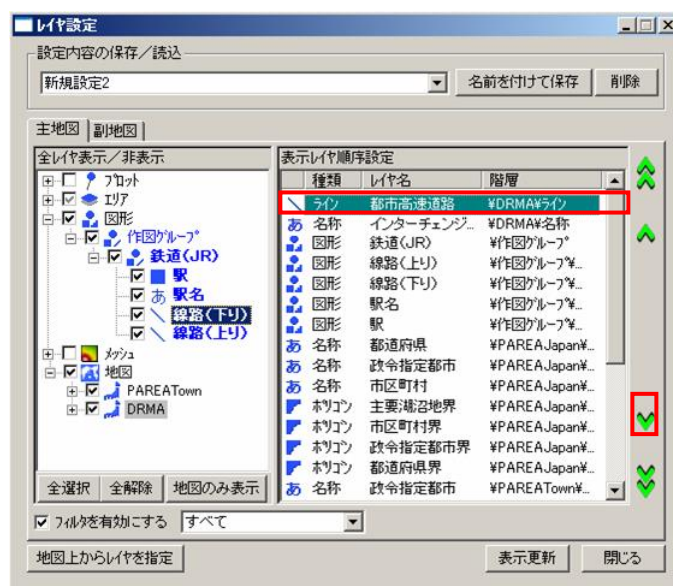 レイヤ設定
設定内容の保存／読込
新規設定2
名前を付けて保存
削除
主地図
副地図
全レイヤ表示／非表示
プロット
エリア
図形
作図グループ
鉄道(JR)
駅
駅名
線路(下り)
線路(上り)
メッシュ
地図
PAREATown
DRMA
全選択
全解除
地図のみ表示
表示レイヤ順序設定
種類 レイヤ名 階層
ライン 都市高速道路 ¥DRMA¥ライン
あ 名称 インターチェンジ... ¥DRMA¥名称
図形 鉄道(JR) ¥作図グループ
図形 線路(上り) ¥作図グループ¥...
図形 線路(下り) ¥作図グループ¥...
図形 駅名 ¥作図グループ¥...
図形 駅 ¥作図グループ¥...
あ 名称 都道府県 ¥PAREAJapan¥...
あ 名称 政令指定都市 ¥PAREAJapan¥...
あ 名称 市区町村 ¥PAREAJapan¥...
ポリゴン 主要湖沼地界 ¥PAREAJapan¥...
ポリゴン 市区町村界 ¥PAREAJapan¥...
ポリゴン 政令指定都市界 ¥PAREAJapan¥...
ポリゴン 都道府県界 ¥PAREAJapan¥...
あ 名称 政令指定都市 ¥PAREATown¥...
フィルタを有効にする
すべて
地図上からレイヤを指定
表示更新
閉じる